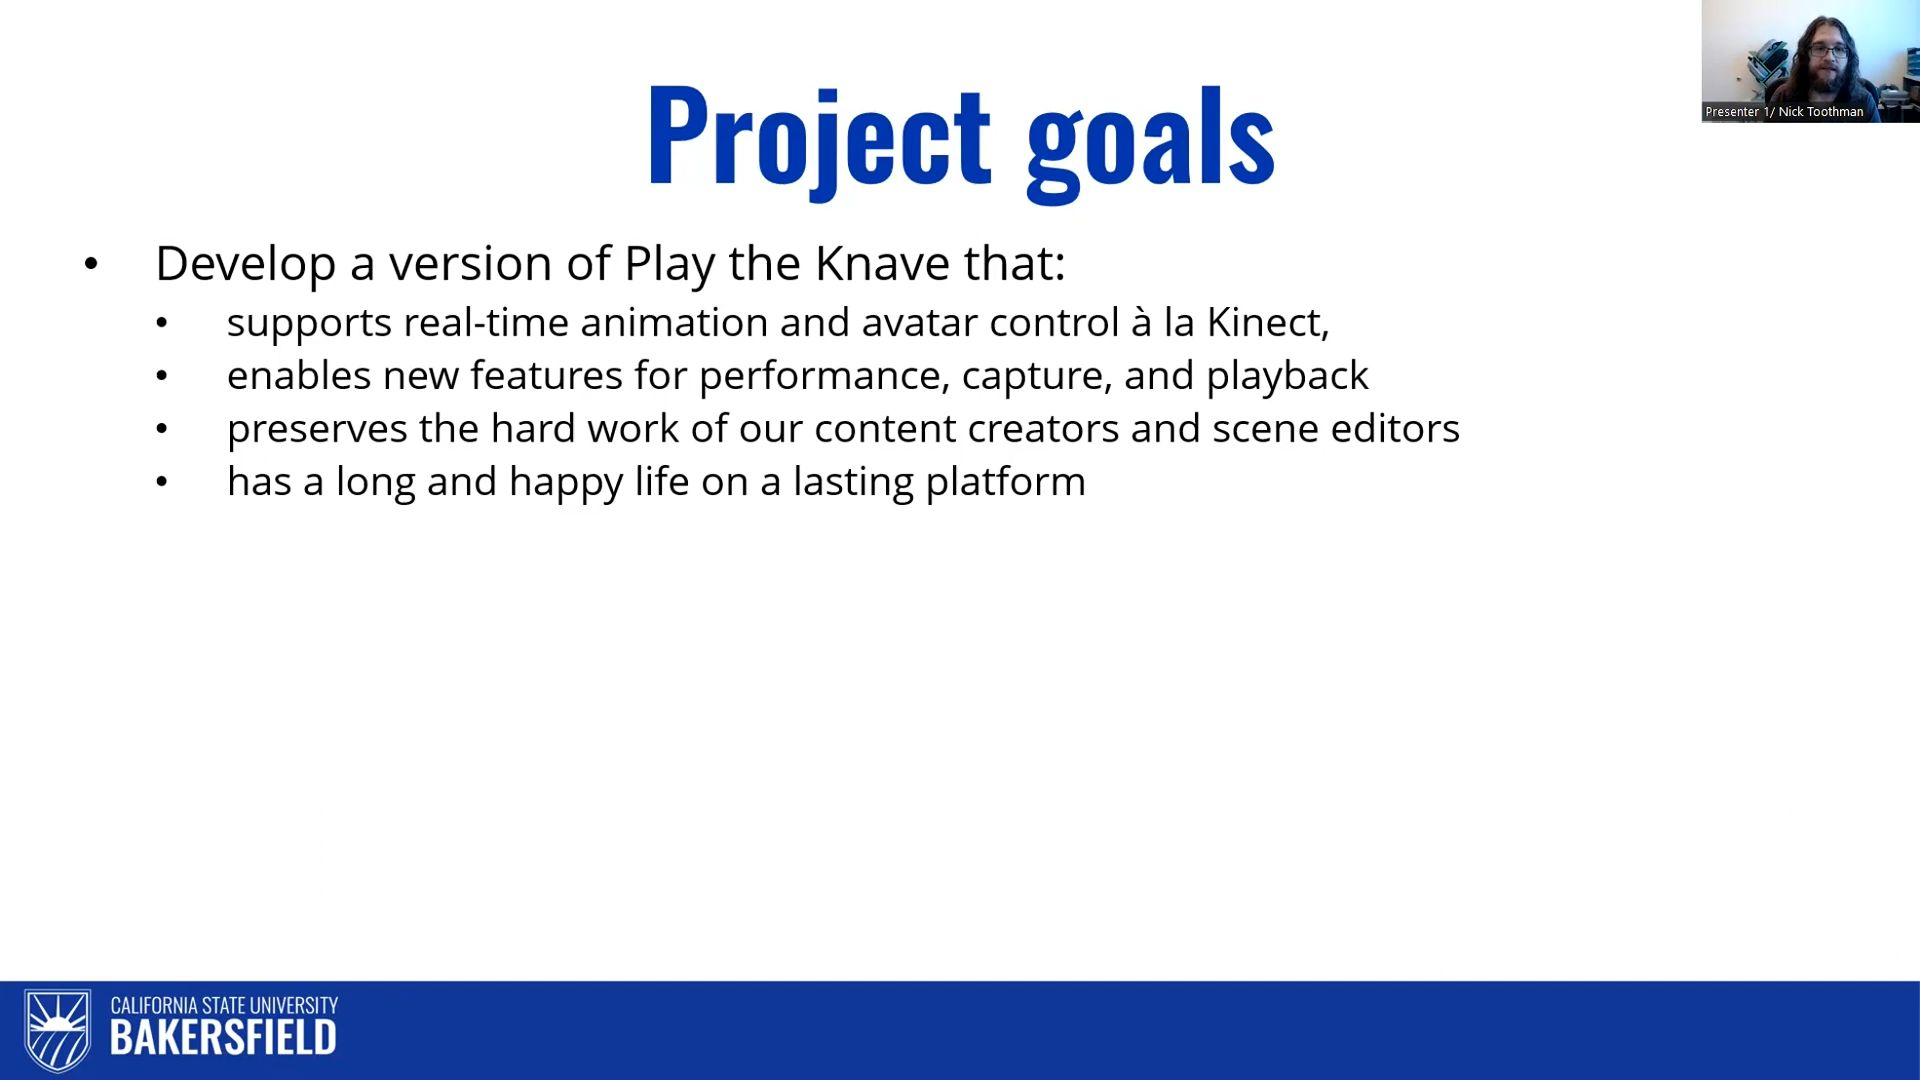 Project goals
Presenter 1/ Nick Toothman
• Develop a version of Play the Knave that:
• supports real-time animation and avatar control à la Kinect,
• enables new features for performance, capture, and playback
• preserves the hard work of our content creators and scene editors
• has a long and happy life on a lasting platform
CALIFORNIA STATE UNIVERSITY
BAKERSFIELD